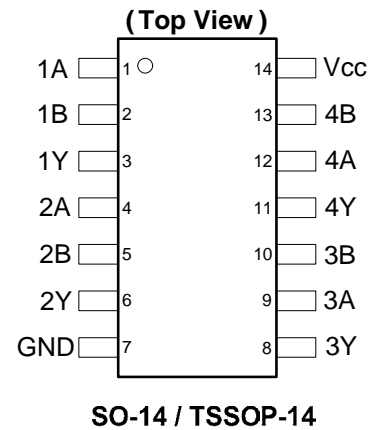 (Top View)
1A 1 14 Vcc
1B 2 13 4B
1Y 3 12 4A
2A 4 11 4Y
2B 5 10 3B
2Y 6 9 3A
GND 7 8 3Y
SO-14 / TSSOP-14